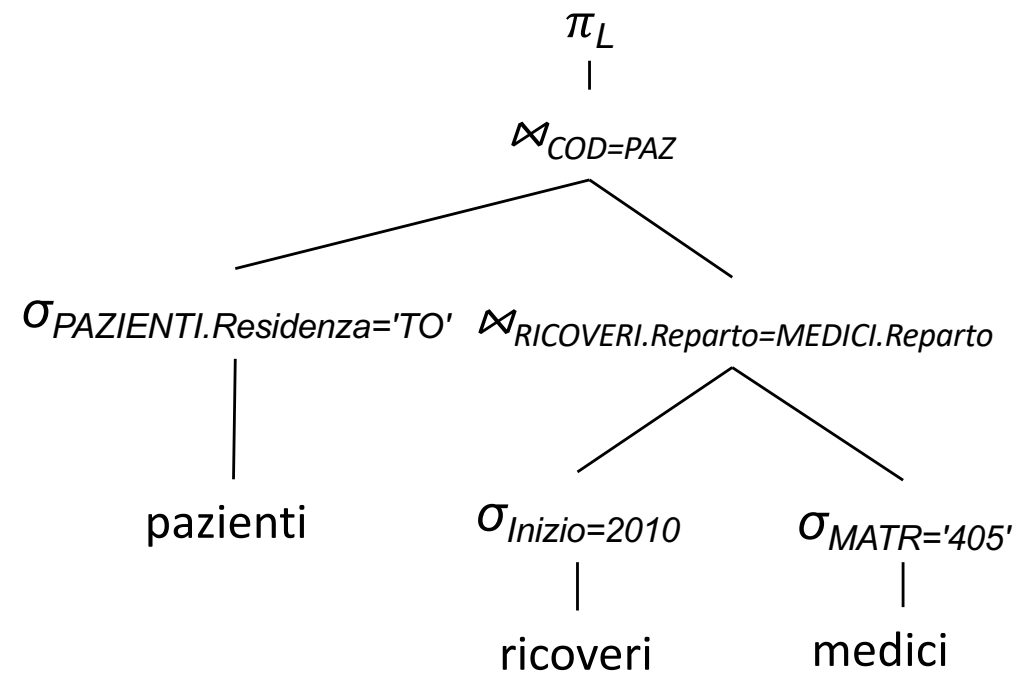 π_L
⋈_COD=PAZ
σ_PAZIENTI.Residenza='TO' ⋈_RICOVERI.Reparto=MEDICI.Reparto
pazienti σ_Inizio=2010 σ_MATR='405'
ricoveri medici